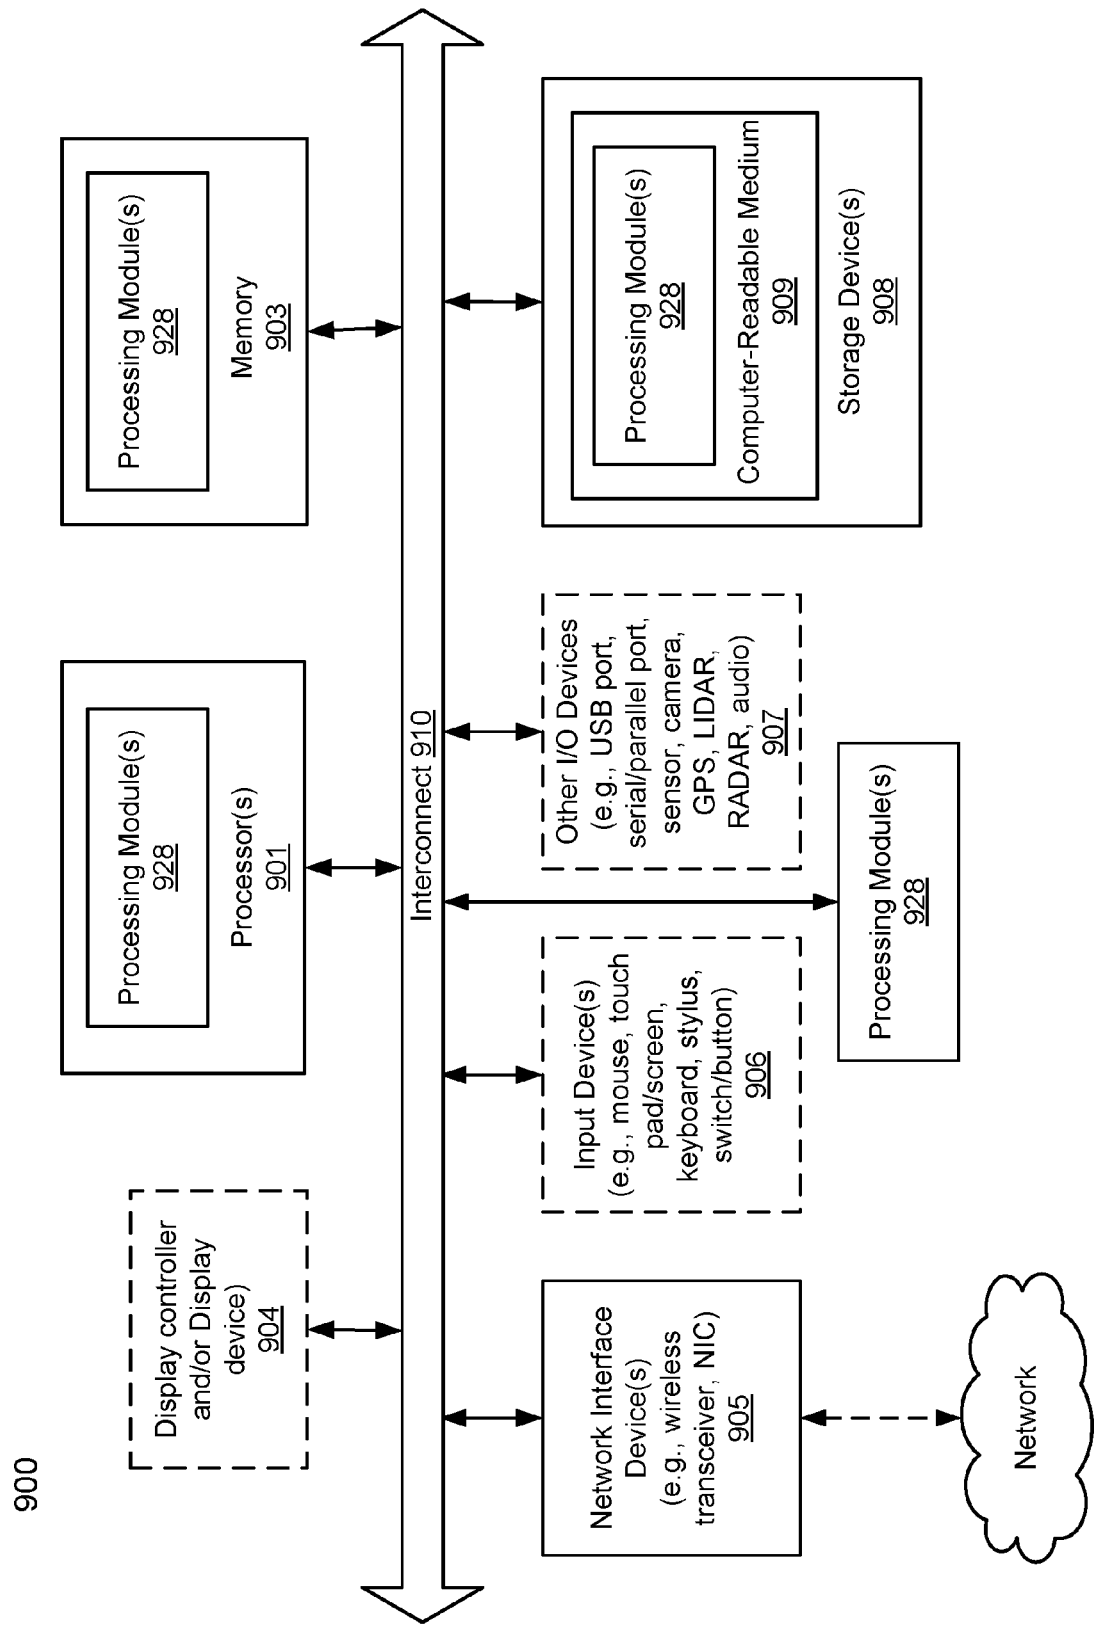 900
Display controller
and/or Display
device)
904
Processing Module(s)
928
Processor(s)
901
Processing Module(s)
928
Memory
903
Interconnect 910
Network Interface
Device(s)
(e.g., wireless
transceiver, NIC)
905
Input Device(s)
(e.g., mouse, touch
pad/screen,
keyboard, stylus,
switch/button)
906
Other I/O Devices
(e.g., USB port,
serial/parallel port,
sensor, camera,
GPS, LIDAR,
RADAR, audio)
907
Processing Module(s)
928
Computer-Readable Medium
909
Storage Device(s)
908
Processing Module(s)
928
Network